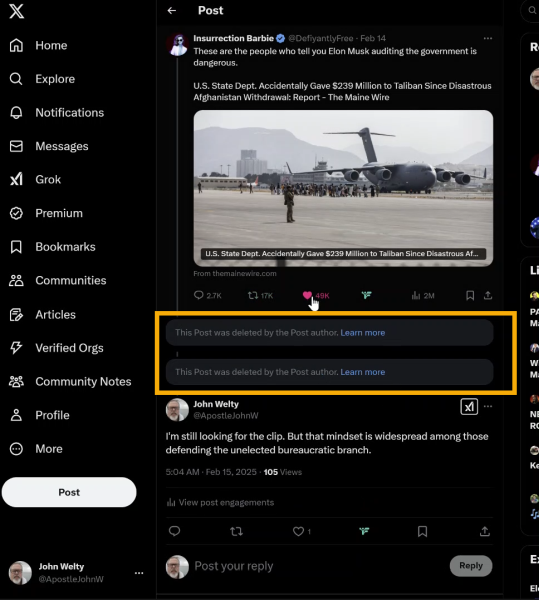 Post
Home
Explore
Notifications
Messages
Grok
Premium
Bookmarks
Communities
Articles
Verified Orgs
Community Notes
Profile
More
Post
John Welty
@ApostleJohnW
Insurrection Barbie @DefiyantlyFree · Feb 14
These are the people who tell you Elon Musk auditing the government is
dangerous.
U.S. State Dept. Accidentally Gave $239 Million to Taliban Since Disastrous
Afghanistan Withdrawal: Report - The Maine Wire
U.S. State Dept. Accidentally Gave $239 Million to Taliban Since Disastrous Af...
From themainewire.com
2.7K 17K 49K 2M
This Post was deleted by the Post author. Learn more
This Post was deleted by the Post author. Learn more
John Welty
@ApostleJohnW
I'm still looking for the clip. But that mindset is widespread among those
defending the unelected bureaucratic branch.
5:04 AM · Feb 15, 2025 · 105 Views
View post engagements
1
Post your reply
Reply